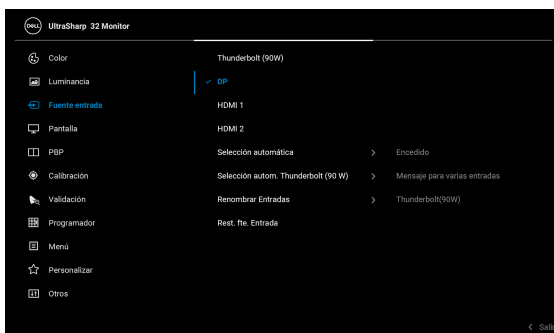 DELL UltraSharp 32 Monitor
Color
Thunderbolt (90W)
Luminancia
DP
Fuente entrada
HDMI 1
Pantalla
HDMI 2
PBP
Selección automática
Encedido
Calibración
Selección autom. Thunderbolt (90 W)
Mensaje para varias entradas
Validación
Renombrar Entradas
Thunderbolt(90W)
Programador
Rest. fte. Entrada
Menú
Personalizar
Otros
Sali